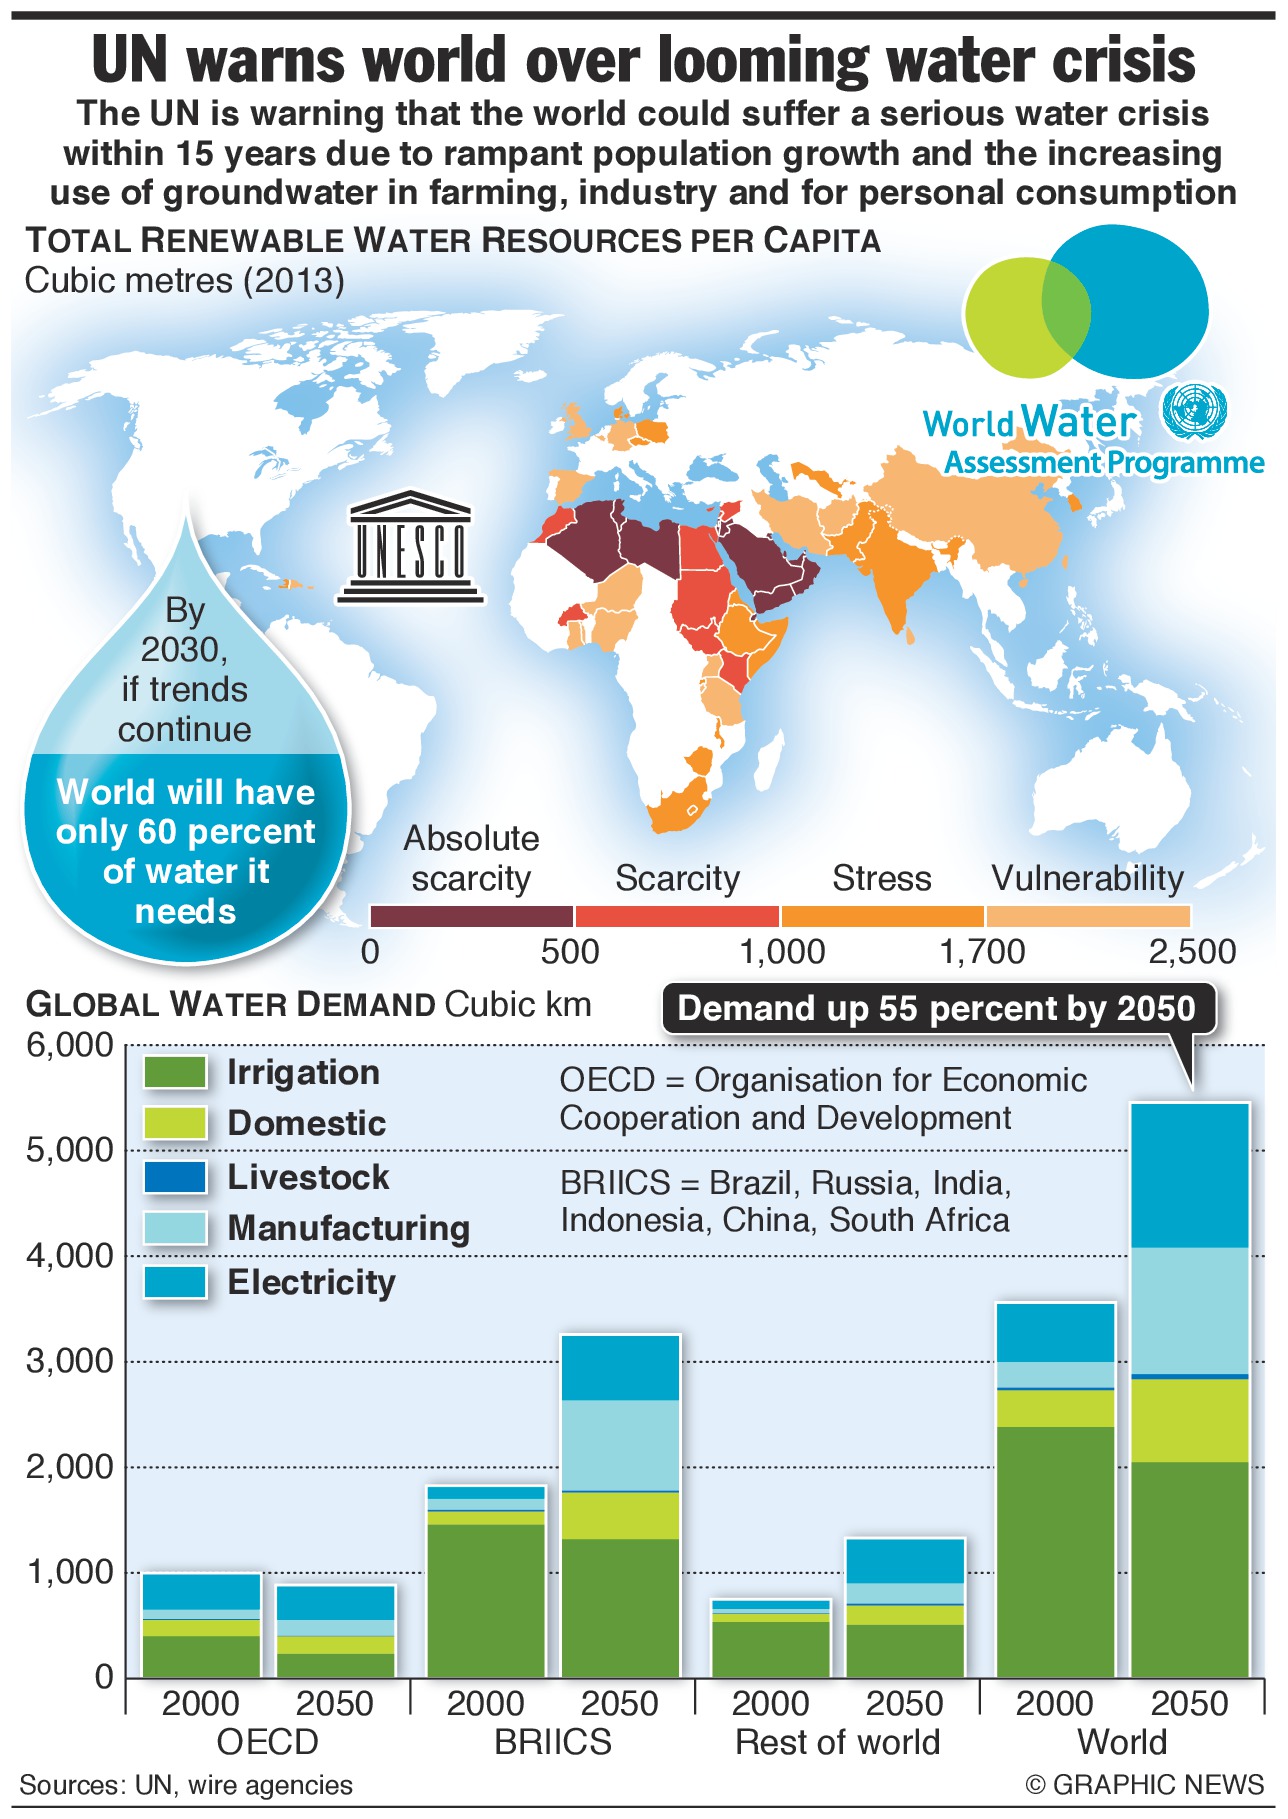 UN warns world over looming water crisis
The UN is warning that the world could suffer a serious water crisis
within 15 years due to rampant population growth and the increasing
use of groundwater in farming, industry and for personal consumption
TOTAL RENEWABLE WATER RESOURCES PER CAPITA
Cubic metres (2013)
World Water
Assessment Programme
UNESCO
By
2030,
if trends
continue
World will have
only 60 percent
of water it
needs
Absolute
scarcity
Scarcity
Stress
Vulnerability
0
500
1,000
1,700
2,500
GLOBAL WATER DEMAND Cubic km
Demand up 55 percent by 2050
6,000
5,000
4,000
3,000
2,000
1,000
0
Irrigation
Domestic
Livestock
Manufacturing
Electricity
OECD = Organisation for Economic
Cooperation and Development
BRIICS = Brazil, Russia, India,
Indonesia, China, South Africa
2000 2050 2000 2050 2000 2050 2000 2050
OECD BRIICS Rest of world World
Sources: UN, wire agencies
© GRAPHIC NEWS